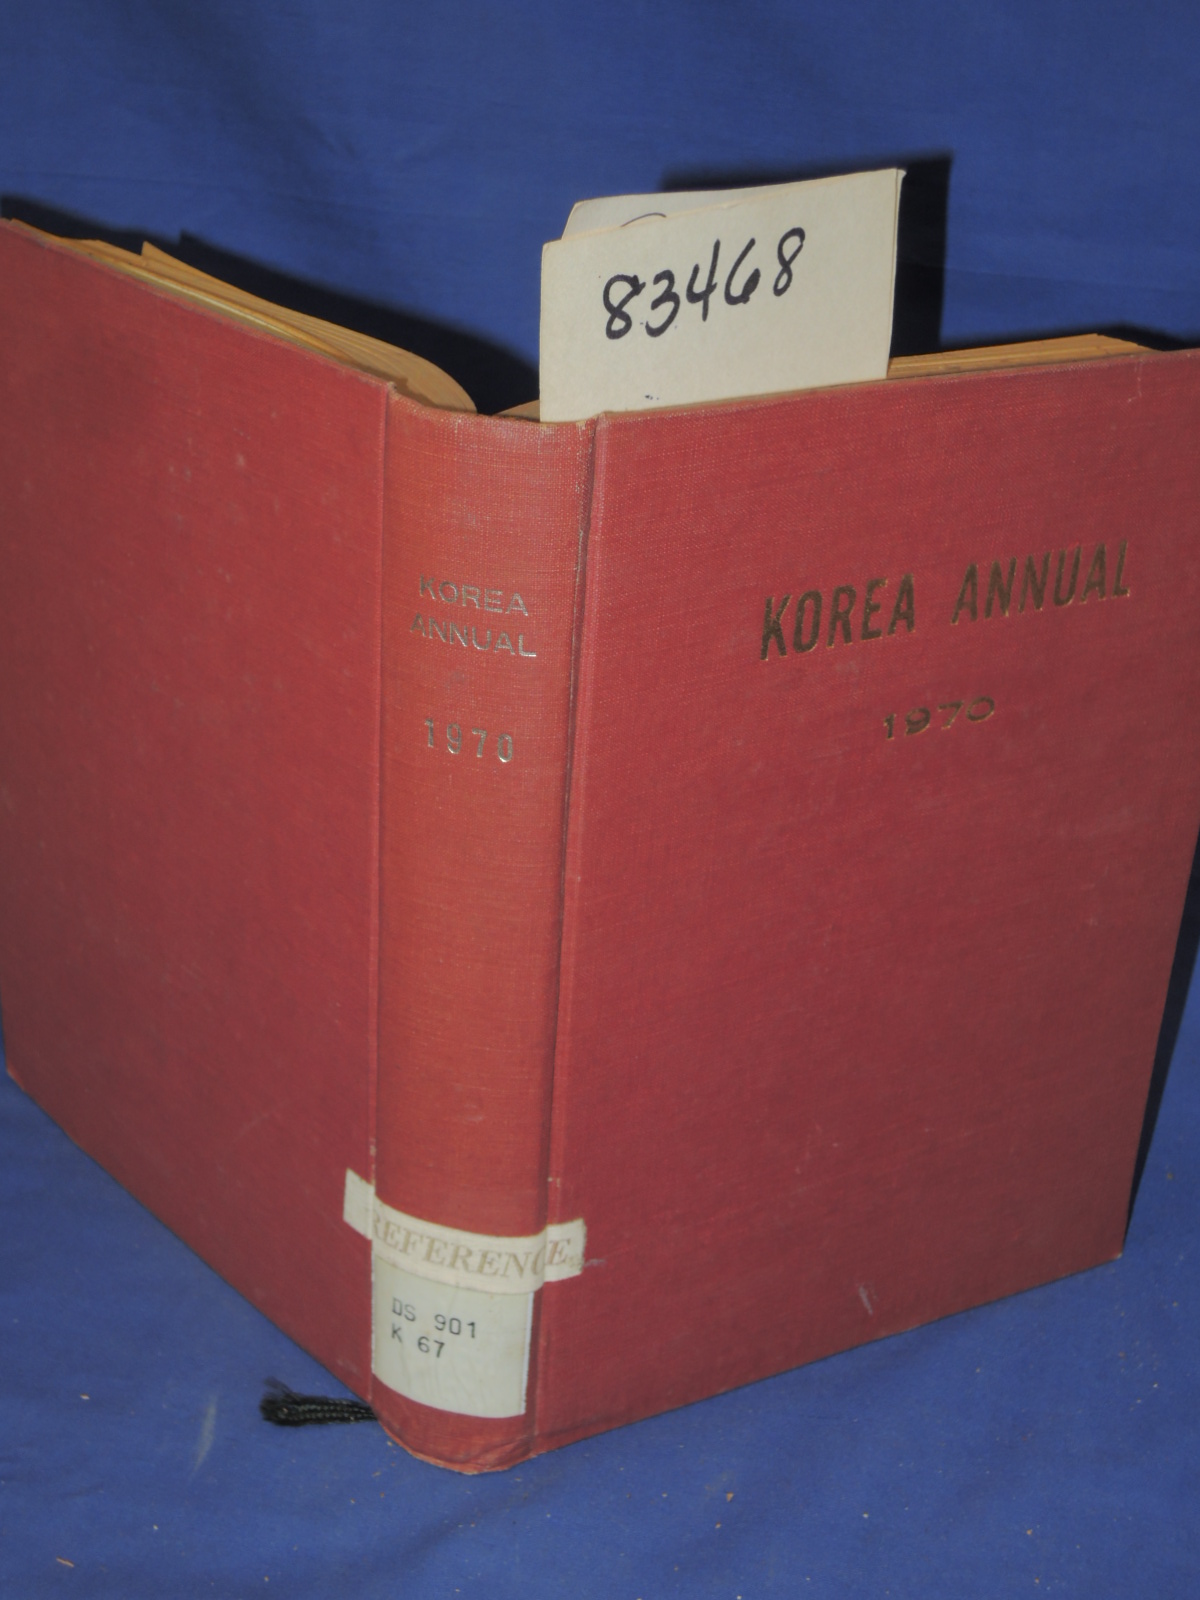 83468
KOREA ANNUAL
1970
KOREA
ANNUAL
1970
REFERENCE
DS 901
K 67